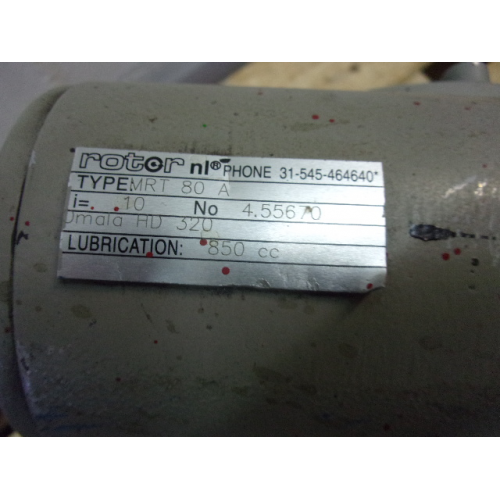 rotor nl® PHONE 31-545-464640*
TYPE: MRT 80 A
i=. 10 No 4.55670
Omala HD 320
LUBRICATION: 850 cc